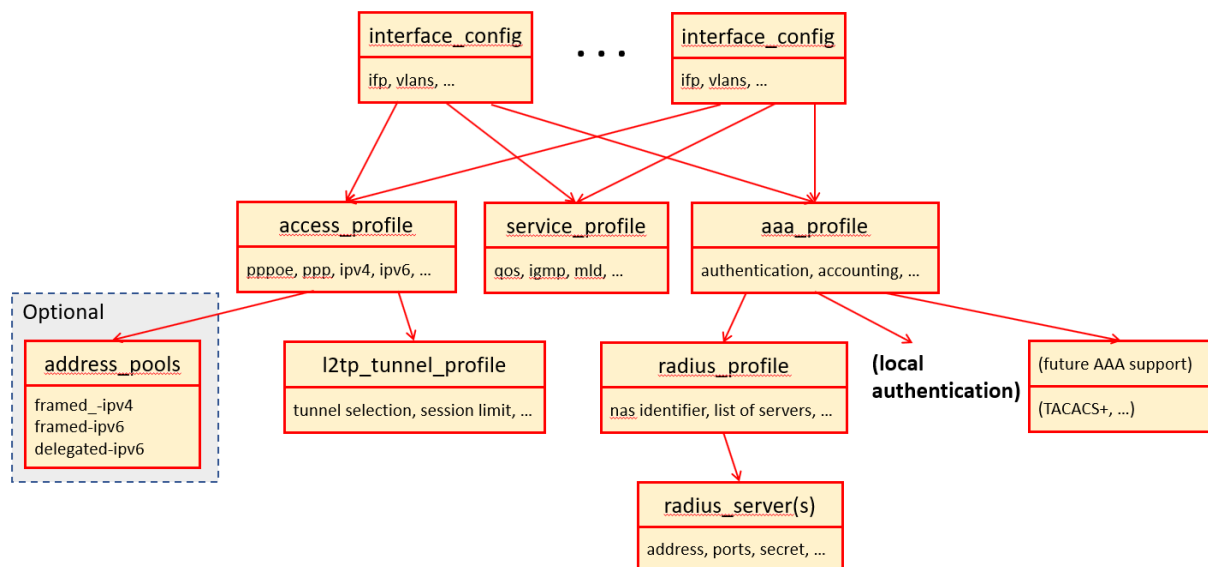 interface_config
ifp, vlans, ...
. . .
interface_config
ifp, vlans, ...
access_profile
pppoe, ppp, ipv4, ipv6, ...
service_profile
qos, igmp, mld, ...
aaa_profile
authentication, accounting, ...
Optional
address_pools
framed_-ipv4
framed-ipv6
delegated-ipv6
l2tp_tunnel_profile
tunnel selection, session limit, ...
radius_profile
nas identifier, list of servers, ...
(local
authentication)
(future AAA support)
(TACACS+, ...)
radius_server(s)
address, ports, secret, ...